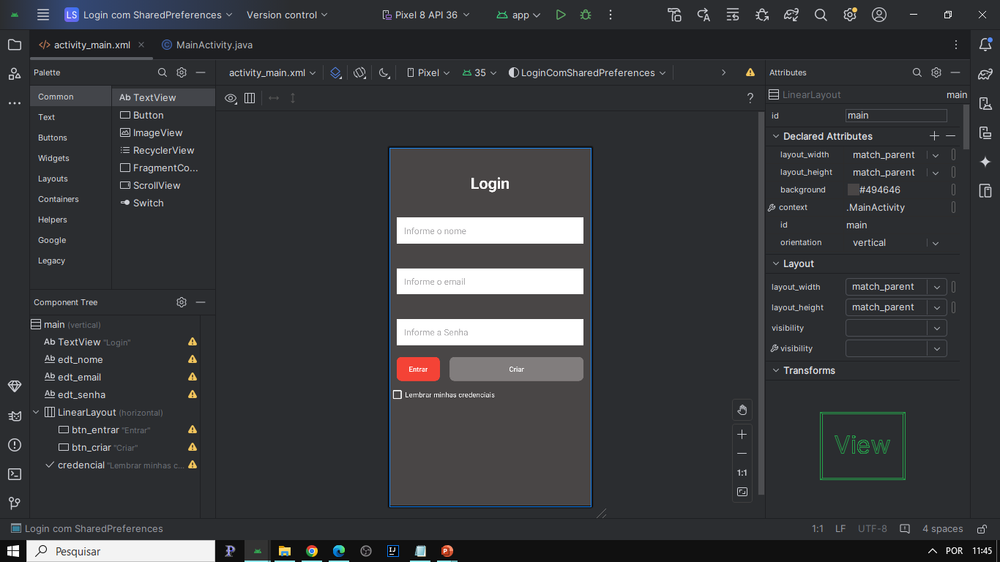 LS Login com SharedPreferences Version control Pixel 8 API 36 app
activity_main.xml MainActivity.java
Palette
Common
Text
Buttons
Widgets
Layouts
Containers
Helpers
Google
Legacy
Ab TextView
Button
ImageView
RecyclerView
FragmentCo...
ScrollView
Switch
activity_main.xml Pixel 35 LoginComSharedPreferences
?
Component Tree
main (vertical)
Ab TextView "Login"
Ab edt_nome
Ab edt_email
Ab edt_senha
LinearLayout (horizontal)
btn_entrar "Entrar"
btn_criar "Criar"
credencial "Lembrar minhas c...
Login
Informe o nome
Informe o email
Informe a Senha
Entrar Criar
Lembrar minhas credenciais
1:1
Attributes
LinearLayout main
id main
Declared Attributes
layout_width match_parent
layout_height match_parent
background #494646
context .MainActivity
id main
orientation vertical
Layout
layout_width match_parent
layout_height match_parent
visibility
visibility
Transforms
View
Login com SharedPreferences 1:1 LF UTF-8 4 spaces
Pesquisar POR 11:45